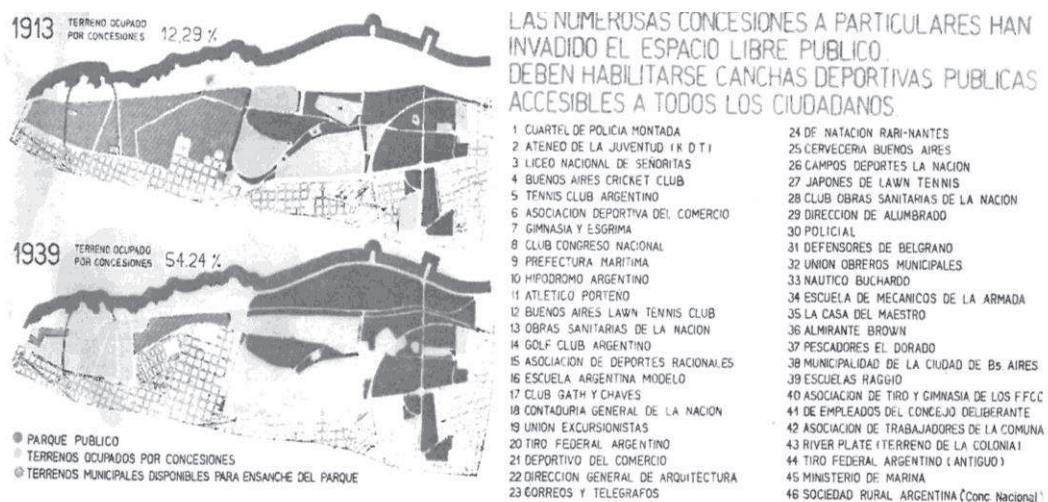 1913 TERRENO OCUPADO
POR CONCESIONES 12,29 %
1939 TERRENO OCUPADO
POR CONCESIONES 54.24 %
PARQUE PUBLICO
TERRENOS OCUPADOS POR CONCESIONES
TERRENOS MUNICIPALES DISPONIBLES PARA ENSANCHE DEL PARQUE
LAS NUMEROSAS CONCESIONES A PARTICULARES HAN
INVADIDO EL ESPACIO LIBRE PUBLICO.
DEBEN HABILITARSE CANCHAS DEPORTIVAS PUBLICAS
ACCESIBLES A TODOS LOS CIUDADANOS.
1 CUARTEL DE POLICIA MONTADA
2 ATENEO DE LA JUVENTUD (K D T)
3 LICEO NACIONAL DE SEÑORITAS
4 BUENOS AIRES CRICKET CLUB
5 TENNIS CLUB ARGENTINO
6 ASOCIACION DEPORTIVA DEL COMERCIO
7 GIMNASIA Y ESGRIMA
8 CLUB CONGRESO NACIONAL
9 PREFECTURA MARITIMA
10 HIPODROMO ARGENTINO
11 ATLETICO PORTEÑO
12 BUENOS AIRES LAWN TENNIS CLUB
13 OBRAS SANITARIAS DE LA NACION
14 GOLF CLUB ARGENTINO
15 ASOCIACION DE DEPORTES RACIONALES
16 ESCUELA ARGENTINA MODELO
17 CLUB GATH Y CHAVES
18 CONTADURIA GENERAL DE LA NACION
19 UNION EXCURSIONISTAS
20 TIRO FEDERAL ARGENTINO
21 DEPORTIVO DEL COMERCIO
22 DIRECCION GENERAL DE ARQUITECTURA
23 CORREOS Y TELEGRAFOS
24 DE NATACION RARI-NANTES
25 CERVECERIA BUENOS AIRES
26 CAMPOS DEPORTES LA NACION
27 JAPONES DE LAWN TENNIS
28 CLUB OBRAS SANITARIAS DE LA NACION
29 DIRECCION DE ALUMBRADO
30 POLICIAL
31 DEFENSORES DE BELGRANO
32 UNION OBREROS MUNICIPALES
33 NAUTICO BUCHARDO
34 ESCUELA DE MECANICOS DE LA ARMADA
35 LA CASA DEL MAESTRO
36 ALMIRANTE BROWN
37 PESCADORES EL DORADO
38 MUNICIPALIDAD DE LA CIUDAD DE Bs. AIRES
39 ESCUELAS RAGGIO
40 ASOCIACION DE TIRO Y GIMNASIA DE LOS FFCC
41 DE EMPLEADOS DEL CONCEJO DELIBERANTE
42 ASOCIACION DE TRABAJADORES DE LA COMUNA
43 RIVER PLATE (TERRENO DE LA COLONIA)
44 TIRO FEDERAL ARGENTINO (ANTIGUO)
45 MINISTERIO DE MARINA
46 SOCIEDAD RURAL ARGENTINA (Conc. Nacional)